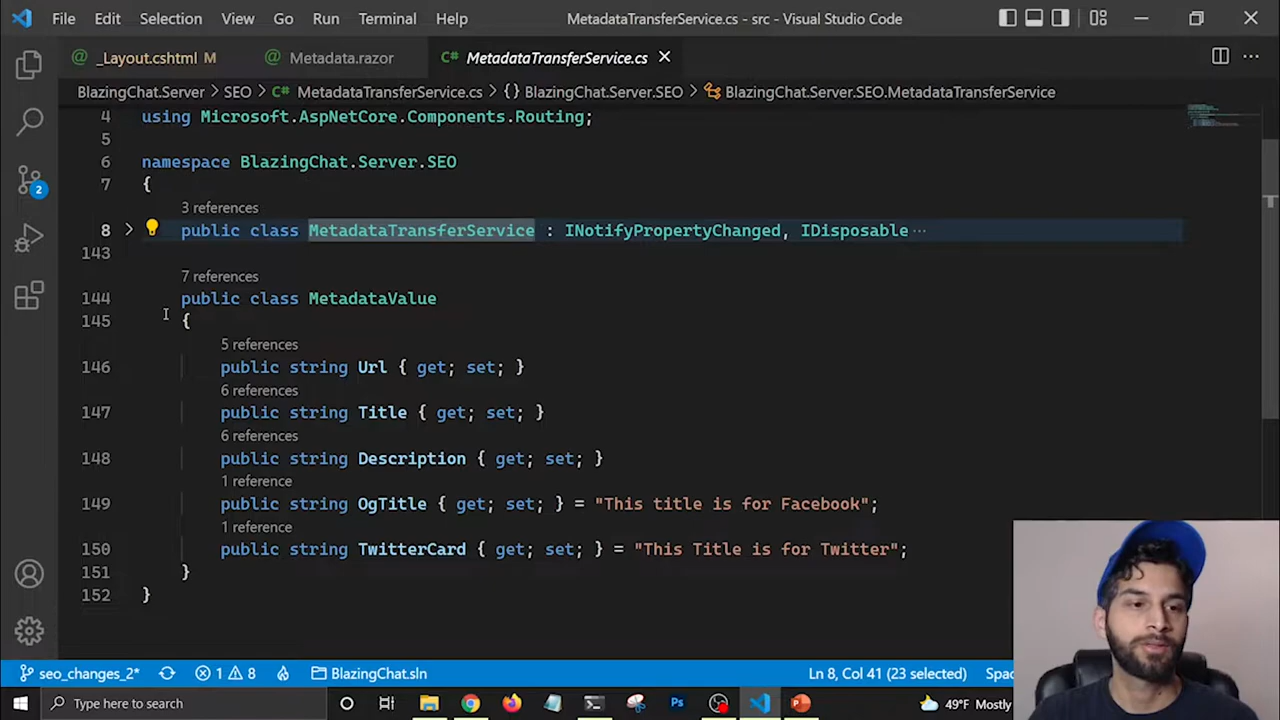 File Edit Selection View Go Run Terminal Help MetadataTransferService.cs - src - Visual Studio Code
_Layout.cshtml M Metadata.razor C# MetadataTransferService.cs
BlazingChat.Server > SEO > C# MetadataTransferService.cs > {} BlazingChat.Server.SEO > BlazingChat.Server.SEO.MetadataTransferService
4 using Microsoft.AspNetCore.Components.Routing;
5
6 namespace BlazingChat.Server.SEO
7 {
3 references
8 public class MetadataTransferService : INotifyPropertyChanged, IDisposable ...
143
7 references
144 public class MetadataValue
145 {
5 references
146 public string Url { get; set; }
6 references
147 public string Title { get; set; }
6 references
148 public string Description { get; set; }
1 reference
149 public string OgTitle { get; set; } = "This title is for Facebook";
1 reference
150 public string TwitterCard { get; set; } = "This Title is for Twitter";
151 }
152 }
2
seo_changes_2* 1 8 BlazingChat.sln Ln 8, Col 41 (23 selected)
Type here to search Ps 49°F Mostly